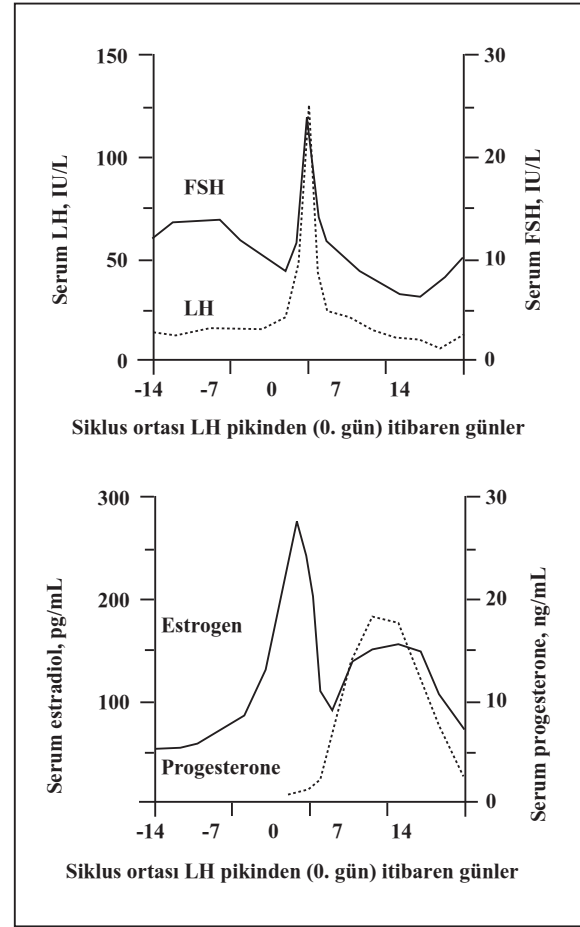 150
100
50
0
Serum LH, IU/L
30
20
10
0
Serum FSH, IU/L
FSH
LH
-14 -7 0 7 14
Siklus ortası LH pikinden (0. gün) itibaren günler
300
200
100
Serum estradiol, pg/mL
30
20
10
0
Serum progesterone, ng/mL
Estrogen
Progesterone
-14 -7 0 7 14
Siklus ortası LH pikinden (0. gün) itibaren günler